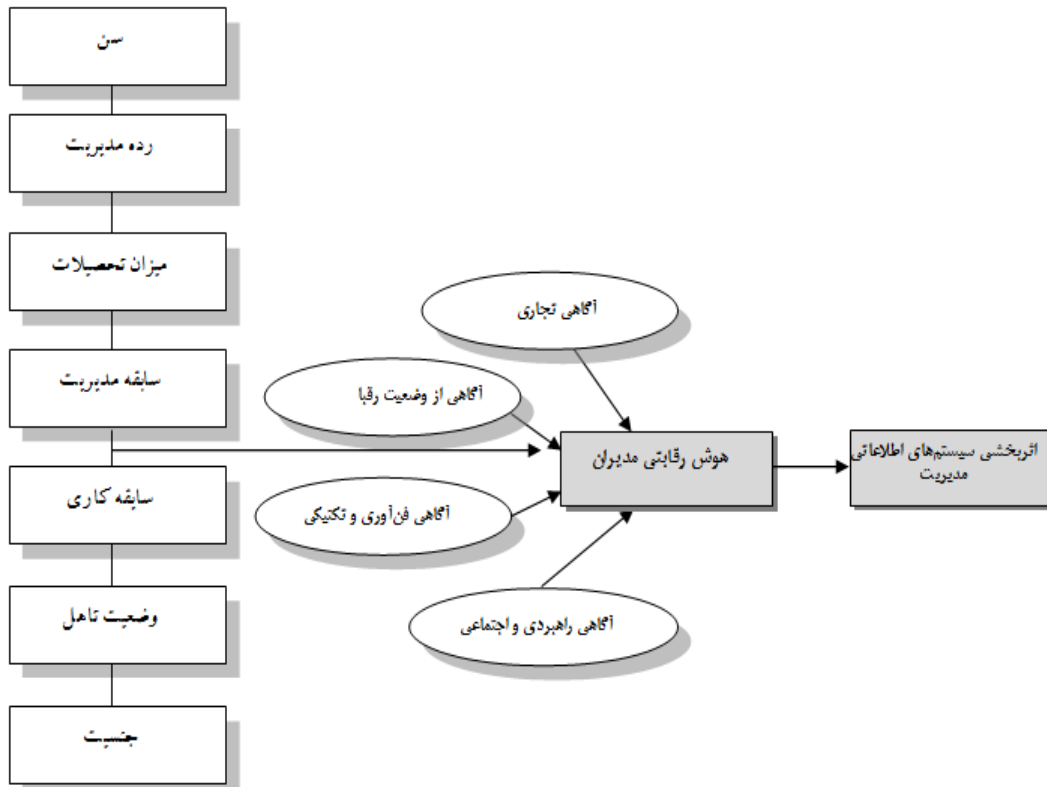 سن
رده مدیریت
میزان تحصیلات
سابقه مدیریت
سابقه کاری
وضعیت تاهل
جنسیت
آگاهی تجاری
آگاهی از وضعیت رقبا
آگاهی فن‌آوری و تکنیکی
آگاهی راهبردی و اجتماعی
هوش رقابتی مدیران
اثربخشی سیستم‌های اطلاعاتی
مدیریت